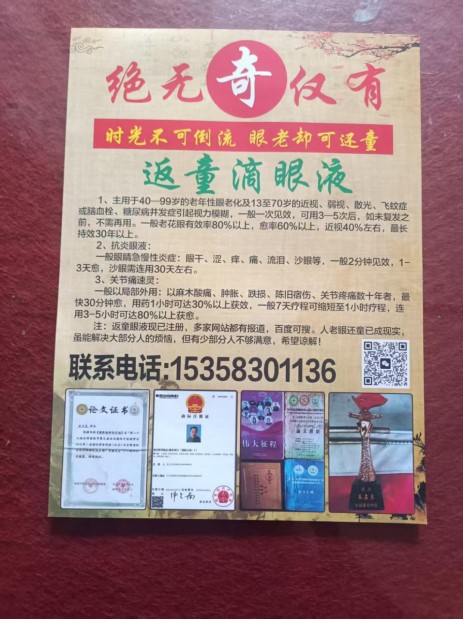 绝无奇仅有
时光不可倒流 眼老却可还童
返童滴眼液
1、主用于40—99岁的老年性眼老化及13至70岁的近视、弱视、散光、飞蚊症
或脑血栓、糖尿病并发症引起视力模糊,一般一次见效,可用3—5次后,如未复发之
前,不需再用。一般老花眼有效率80%以上,愈率60%以上,近视40%左右,最长
持效30年以上。
2、抗炎眼液:
一般眼睛急慢性炎症:眼干、涩、痒、痛、流泪、沙眼等,一般2分钟见效,1-
3天愈,沙眼需连用30天左右。
3、关节痛速灵:
一般以局部外用:以麻木酸痛、肿胀、跌损、陈旧宿伤、关节疼痛数十年者,最
快30分钟愈,用药1小时可达30%以上获效,一般7天疗程可缩短至1小时疗程,连
用3—5小时可达80%以上获愈。
注:返童眼液现已注册,多家网站都有报道,百度可搜。人老眼还童已成现实,
虽能解决大部分人的烦恼,但有少部分人不够满意,希望谅解!
联系电话:15358301136
论文证书
商标注册证
伟大征程